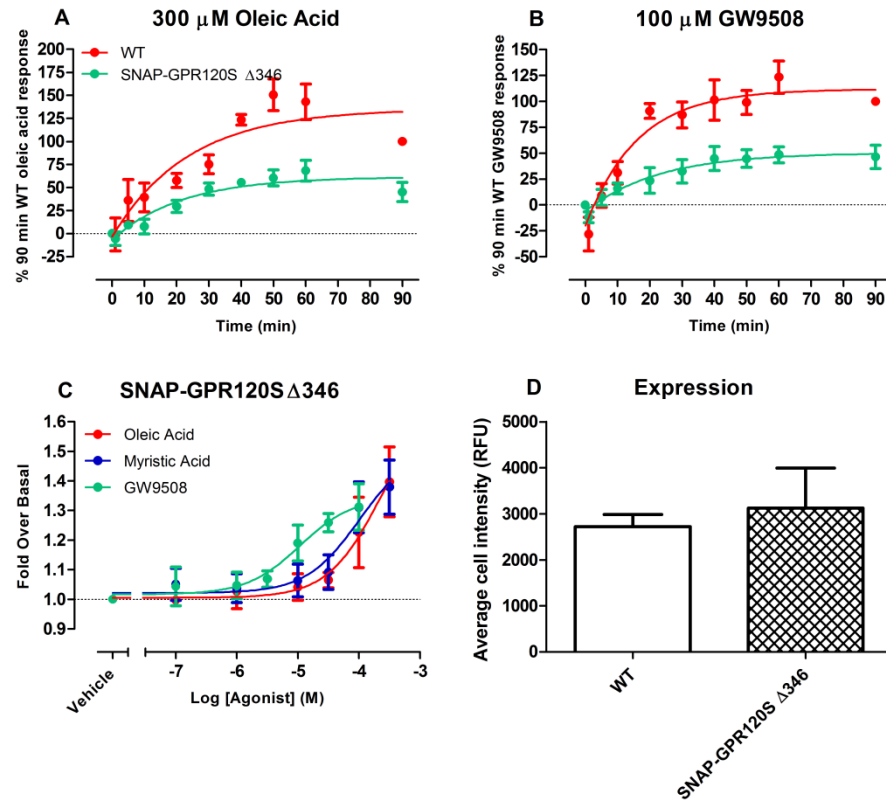 A
300 μM Oleic Acid
% 90 min WT oleic acid response
200
175
150
125
100
75
50
25
0
-25
WT
SNAP-GPR120S Δ346
0 10 20 30 40 50 60 70 80 90
Time (min)
B
100 μM GW9508
% 90 min WT GW9508 response
150
125
100
75
50
25
0
-25
-50
0 10 20 30 40 50 60 70 80 90
Time (min)
C
SNAP-GPR120S Δ346
Fold Over Basal
1.6
1.5
1.4
1.3
1.2
1.1
1.0
0.9
Oleic Acid
Myristic Acid
GW9508
Vehicle
-7 -6 -5 -4 -3
Log [Agonist] (M)
D
Expression
Average cell intensity (RFU)
5000
4000
3000
2000
1000
0
WT
SNAP-GPR120S Δ346